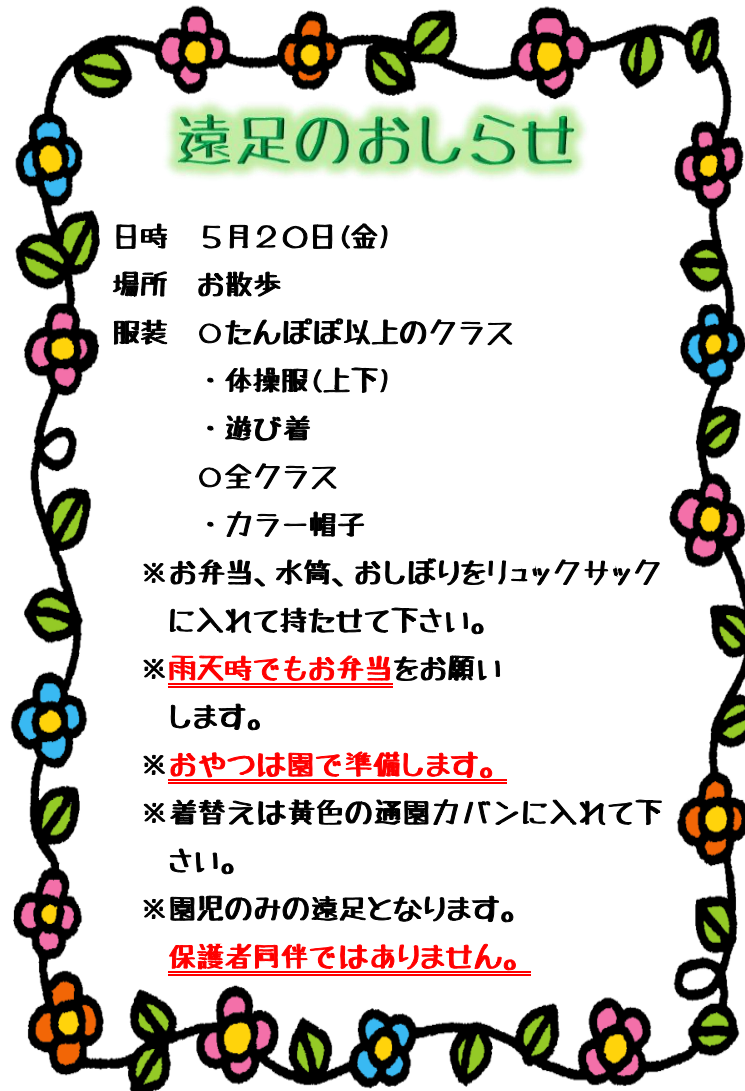 遠足のおしらせ
日時　５月２０日(金)
場所　お散歩
服装　○たんぽぽ以上のクラス
・体操服(上下)
・遊び着
○全クラス
・カラー帽子
※お弁当、水筒、おしぼりをリュックサック
に入れて持たせて下さい。
※雨天時でもお弁当をお願い
します。
※おやつは園で準備します。
※着替えは黄色の通園カバンに入れて下
さい。
※園児のみの遠足となります。
保護者同伴ではありません。